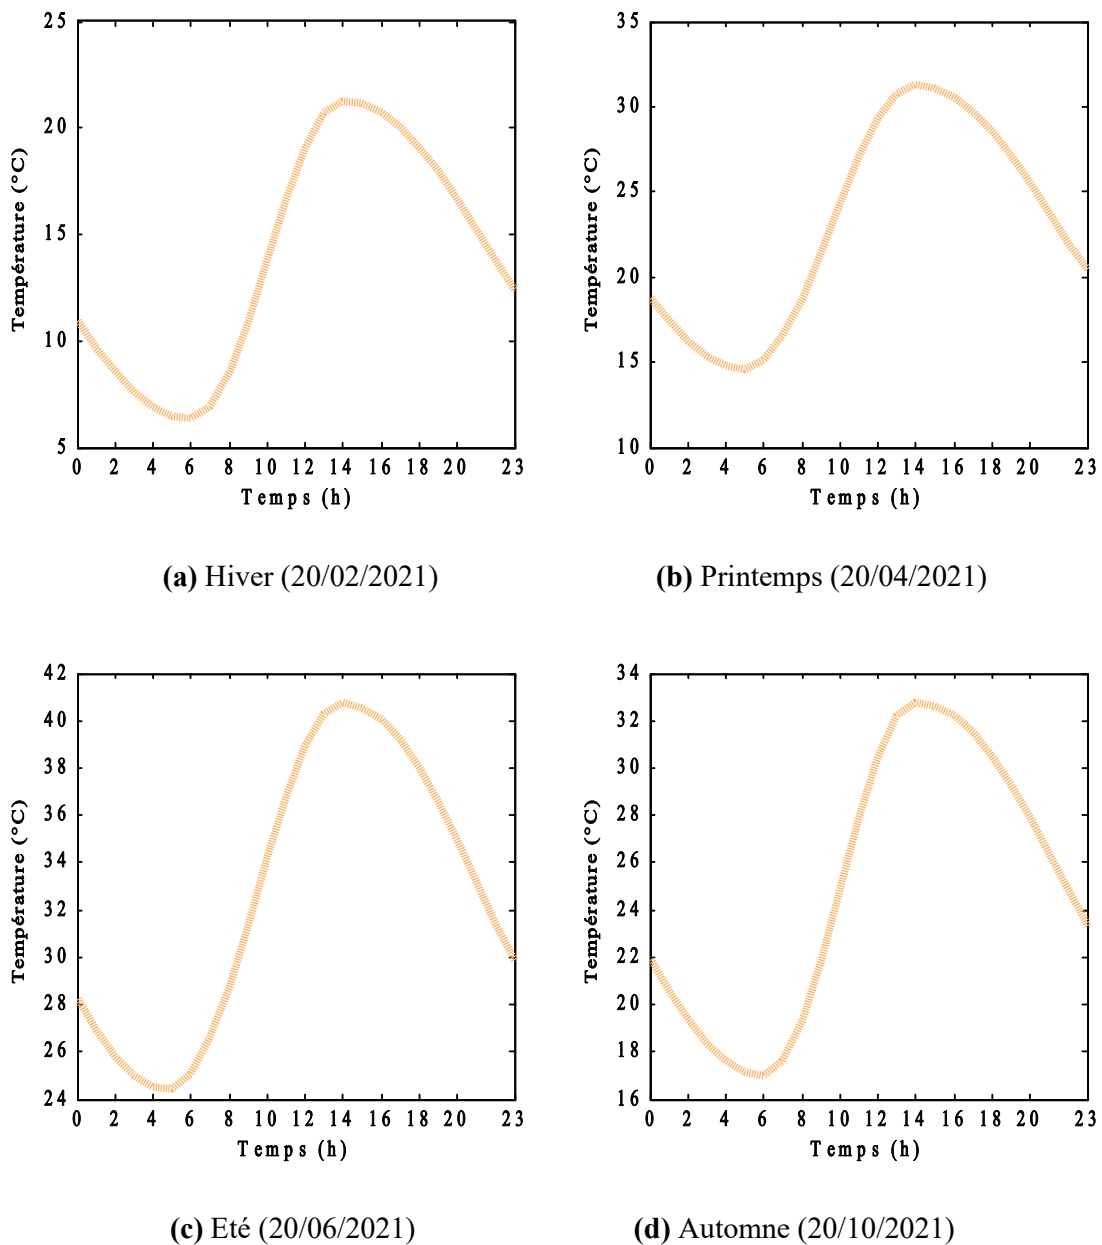 25
20
15
10
5
Température (°C)
0 2 4 6 8 10 12 14 16 18 20 23
Temps (h)
(a) Hiver (20/02/2021)
35
30
25
20
15
10
Température (°C)
0 2 4 6 8 10 12 14 16 18 20 23
Temps (h)
(b) Printemps (20/04/2021)
42
40
38
36
34
32
30
28
26
24
Température (°C)
0 2 4 6 8 10 12 14 16 18 20 23
Temps (h)
(c) Eté (20/06/2021)
34
32
30
28
26
24
22
20
18
16
Température (°C)
0 2 4 6 8 10 12 14 16 18 20 23
Temps (h)
(d) Automne (20/10/2021)